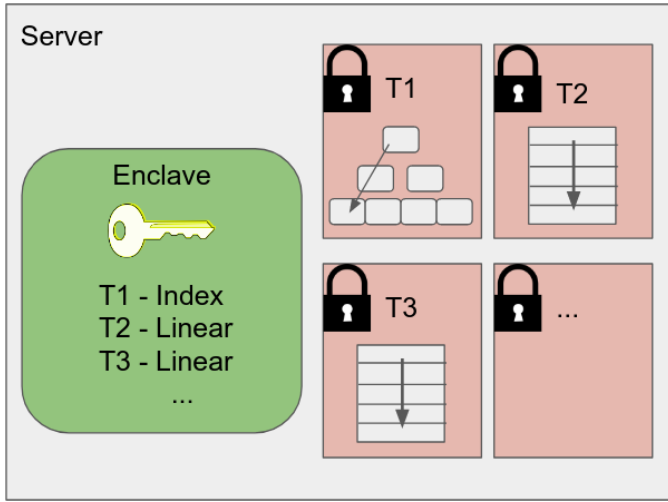 Server
Enclave
T1 - Index
T2 - Linear
T3 - Linear
...
T1
T2
T3
...